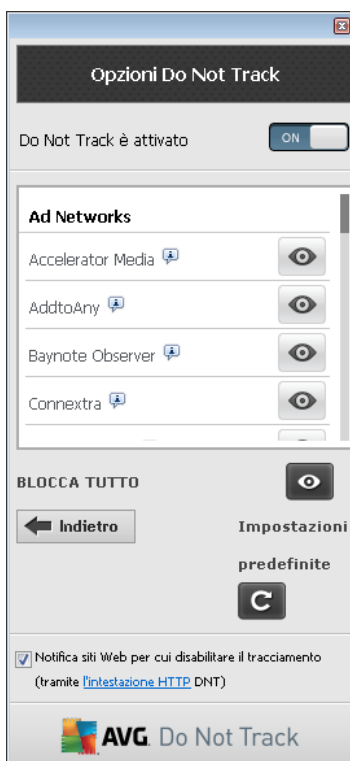 Opzioni Do Not Track
Do Not Track è attivato
ON
Ad Networks
Accelerator Media
AddtoAny
Baynote Observer
Connextra
BLOCCA TUTTO
Indietro
Impostazioni
predefinite
Notifica siti Web per cui disabilitare il tracciamento
(tramite l'intestazione HTTP DNT)
AVG. Do Not Track